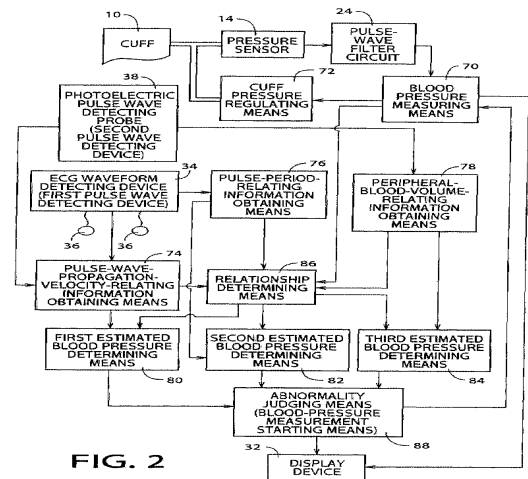 10
14
24
CUFF
PRESSURE
SENSOR
PULSE-
WAVE
FILTER
CIRCUIT
38
72
70
PHOTOELECTRIC
PULSE WAVE
DETECTING
PROBE
(SECOND
PULSE WAVE
DETECTING
DEVICE)
CUFF
PRESSURE
REGULATING
MEANS
BLOOD
PRESSURE
MEASURING
MEANS
34
76
78
ECG WAVEFORM
DETECTING DEVICE
(FIRST PULSE WAVE
DETECTING DEVICE)
PULSE-PERIOD-
RELATING
INFORMATION
OBTAINING
MEANS
PERIPHERAL-
BLOOD-VOLUME-
RELATING
INFORMATION
OBTAINING
MEANS
36
36
74
86
PULSE-WAVE-
PROPAGATION-
VELOCITY-RELATING
INFORMATION
OBTAINING MEANS
RELATIONSHIP
DETERMINING
MEANS
FIRST ESTIMATED
BLOOD PRESSURE
DETERMINING
MEANS
SECOND ESTIMATED
BLOOD PRESSURE
DETERMINING
MEANS
THIRD ESTIMATED
BLOOD PRESSURE
DETERMINING
MEANS
80
82
84
ABNORMALITY
JUDGING MEANS
(BLOOD-PRESSURE
MEASUREMENT
STARTING MEANS)
88
32
DISPLAY
DEVICE
FIG. 2